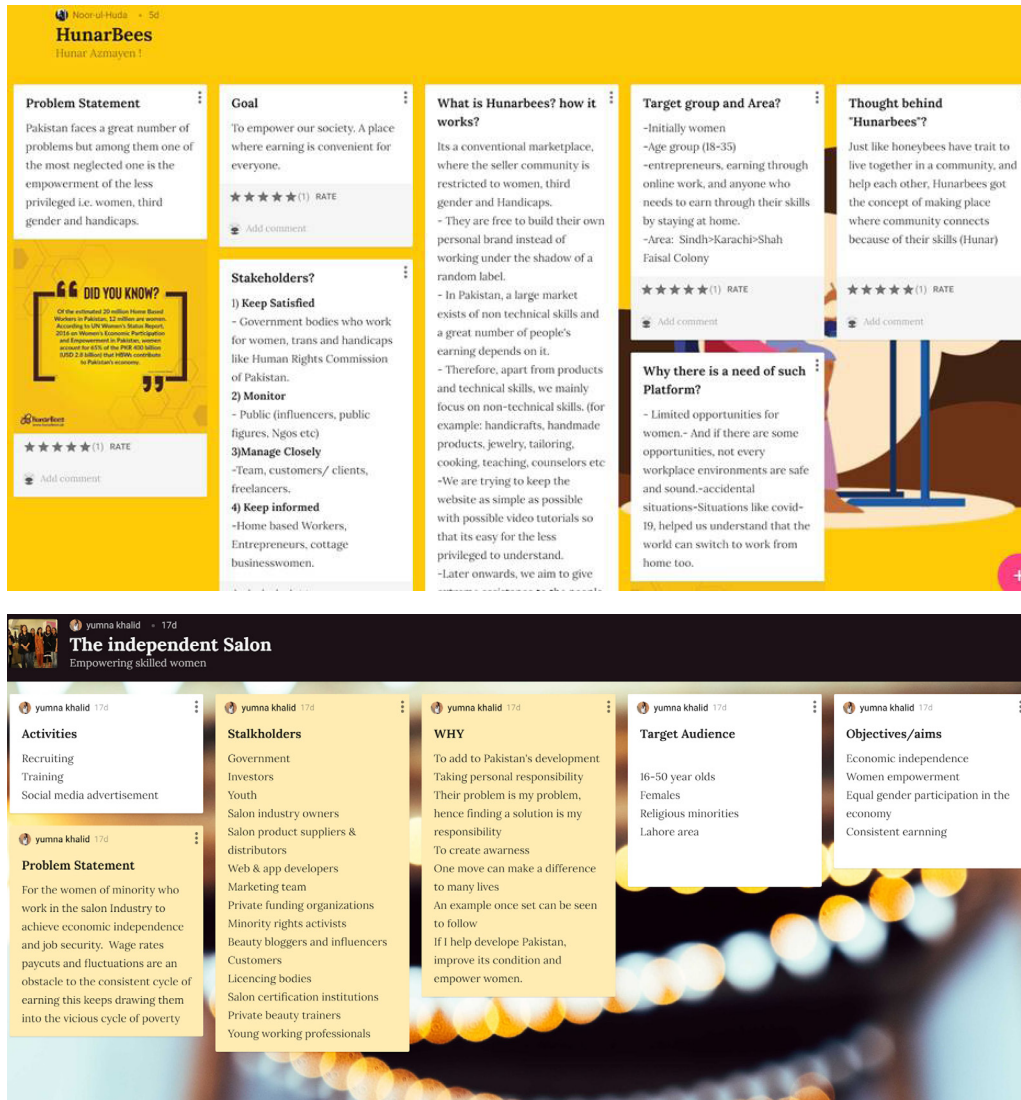 Noor-ul-Huda • 5d
HunarBees
Hunar Azmayen !
Problem Statement
Pakistan faces a great number of
problems but among them one of
the most neglected one is the
empowerment of the less
privileged i.e. women, third
gender and handicaps.
DID YOU KNOW?
Of the estimated 20 million Home Based
Workers in Pakistan, 12 million are women.
According to UN Women's Status Report,
2016 on Women's Economic Participation
and Empowerment in Pakistan, women
account for 65% of the PKR 400 billion
(USD 2.8 billion) that HBWs contribute
to Pakistan's economy.
HunarBees
(1) RATE
Add comment
Goal
To empower our society. A place
where earning is convenient for
everyone.
(1) RATE
Add comment
Stakeholders?
1) Keep Satisfied
- Government bodies who work
for women, trans and handicaps
like Human Rights Commission
of Pakistan.
2) Monitor
- Public (influencers, public
figures, Ngos etc)
3)Manage Closely
-Team, customers/ clients,
freelancers.
4) Keep informed
-Home based Workers,
Entrepreneurs, cottage
businesswomen.
What is Hunarbees? how it
works?
Its a conventional marketplace,
where the seller community is
restricted to women, third
gender and Handicaps.
- They are free to build their own
personal brand instead of
working under the shadow of a
random label.
- In Pakistan, a large market
exists of non technical skills and
a great number of people's
earning depends on it.
- Therefore, apart from products
and technical skills, we mainly
focus on non-technical skills. (for
example: handicrafts, handmade
products, jewelry, tailoring,
cooking, teaching, counselors etc
-We are trying to keep the
website as simple as possible
with possible video tutorials so
that its easy for the less
privileged to understand.
-Later onwards, we aim to give
Target group and Area?
-Initially women
-Age group (18-35)
-entrepreneurs, earning through
online work, and anyone who
needs to earn through their skills
by staying at home.
-Area: Sindh>Karachi>Shah
Faisal Colony
(1) RATE
Add comment
Why there is a need of such
Platform?
- Limited opportunities for
women.- And if there are some
opportunities, not every
workplace environments are safe
and sound.-accidental
situations-Situations like covid-
19, helped us understand that the
world can switch to work from
home too.
Thought behind
"Hunarbees"?
Just like honeybees have trait to
live together in a community, and
help each other, Hunarbees got
the concept of making place
where community connects
because of their skills (Hunar)
(1) RATE
Add comment
yumna khalid • 17d
The independent Salon
Empowering skilled women
yumna khalid 17d
Activities
Recruiting
Training
Social media advertisement
yumna khalid 17d
Problem Statement
For the women of minority who
work in the salon Industry to
achieve economic independence
and job security. Wage rates
paycuts and fluctuations are an
obstacle to the consistent cycle of
earning this keeps drawing them
into the vicious cycle of poverty
yumna khalid 17d
Stalkholders
Government
Investors
Youth
Salon industry owners
Salon product suppliers &
distributors
Web & app developers
Marketing team
Private funding organizations
Minority rights activists
Beauty bloggers and influencers
Customers
Licencing bodies
Salon certification institutions
Private beauty trainers
Young working professionals
yumna khalid 17d
WHY
To add to Pakistan's development
Taking personal responsibility
Their problem is my problem,
hence finding a solution is my
responsibility
To create awarness
One move can make a difference
to many lives
An example once set can be seen
to follow
If I help develope Pakistan,
improve its condition and
empower women.
yumna khalid 17d
Target Audience
16-50 year olds
Females
Religious minorities
Lahore area
yumna khalid 17d
Objectives/aims
Economic independence
Women empowerment
Equal gender participation in the
economy
Consistent earnning